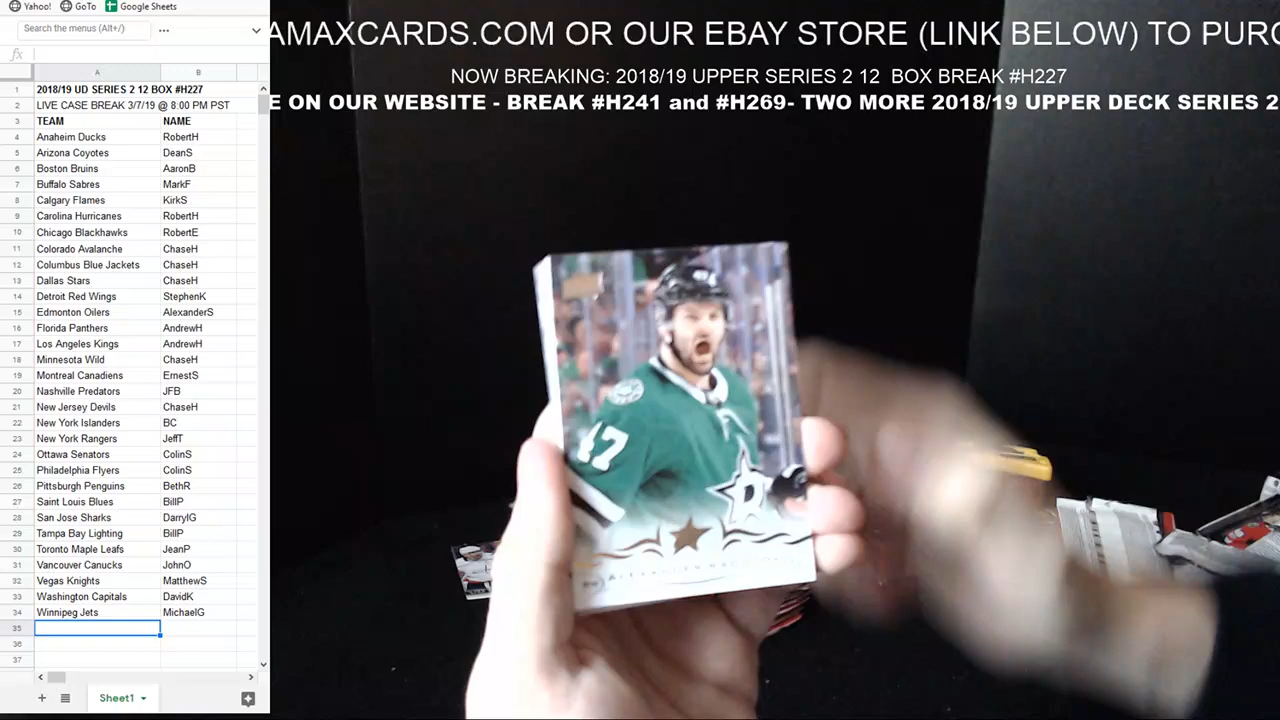 Yahoo! GoTo Google Sheets
Search the menus (Alt+/)
fx
A B
1 2018/19 UD SERIES 2 12 BOX #H227
2 LIVE CASE BREAK 3/7/19 @ 8:00 PM PST
3 TEAM NAME
4 Anaheim Ducks RobertH
5 Arizona Coyotes DeanS
6 Boston Bruins AaronB
7 Buffalo Sabres MarkF
8 Calgary Flames KirkS
9 Carolina Hurricanes RobertH
10 Chicago Blackhawks RobertE
11 Colorado Avalanche ChaseH
12 Columbus Blue Jackets ChaseH
13 Dallas Stars ChaseH
14 Detroit Red Wings StephenK
15 Edmonton Oilers AlexanderS
16 Florida Panthers AndrewH
17 Los Angeles Kings AndrewH
18 Minnesota Wild ChaseH
19 Montreal Canadiens ErnestS
20 Nashville Predators JFB
21 New Jersey Devils ChaseH
22 New York Islanders BC
23 New York Rangers JeffT
24 Ottawa Senators ColinS
25 Philadelphia Flyers ColinS
26 Pittsburgh Penguins BethR
27 Saint Louis Blues BillP
28 San Jose Sharks DarrylG
29 Tampa Bay Lighting BillP
30 Toronto Maple Leafs JeanP
31 Vancouver Canucks JohnO
32 Vegas Knights MatthewS
33 Washington Capitals DavidK
34 Winnipeg Jets MichaelG
35
36
37
Sheet1
AMAXCARDS.COM OR OUR EBAY STORE (LINK BELOW) TO PURC
NOW BREAKING: 2018/19 UPPER SERIES 2 12 BOX BREAK #H227
E ON OUR WEBSITE - BREAK #H241 and #H269- TWO MORE 2018/19 UPPER DECK SERIES 2
47
D
ALEXANDER